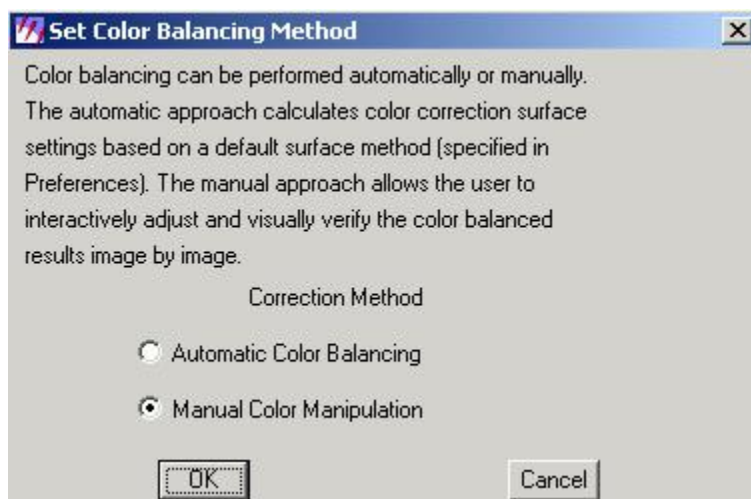 Set Color Balancing Method
Color balancing can be performed automatically or manually.
The automatic approach calculates color correction surface
settings based on a default surface method (specified in
Preferences). The manual approach allows the user to
interactively adjust and visually verify the color balanced
results image by image.
Correction Method
Automatic Color Balancing
Manual Color Manipulation
OK
Cancel